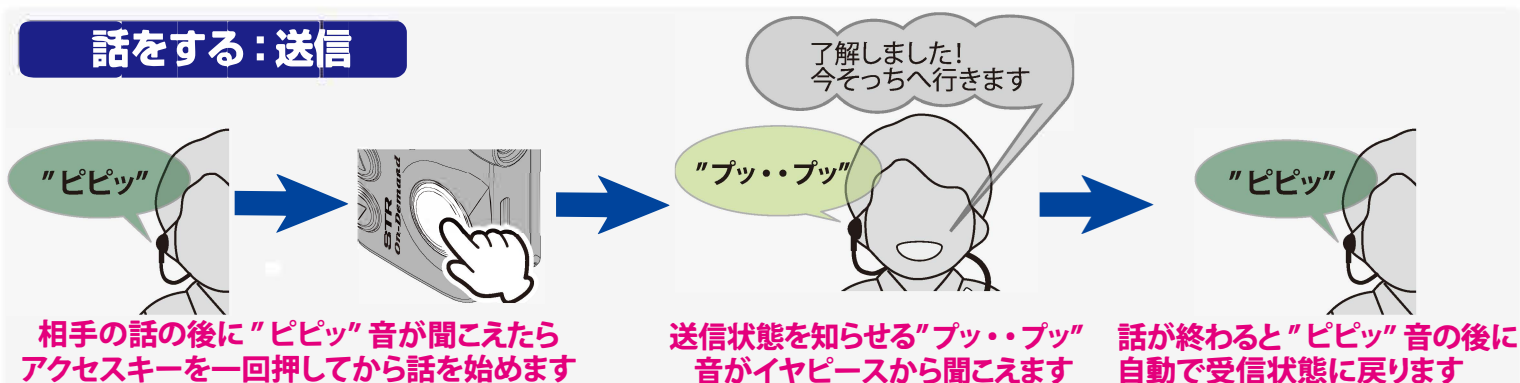 話をする：送信
了解しました！
今そっちへ行きます
”ピピッ”
STR
On-Demand
”プッ・・プッ”
”ピピッ”
相手の話の後に”ピピッ”音が聞こえたら
アクセスキーを一回押してから話を始めます
送信状態を知らせる”プッ・・プッ”
音がイヤピースから聞こえます
話が終わると”ピピッ”音の後に
自動で受信状態に戻ります